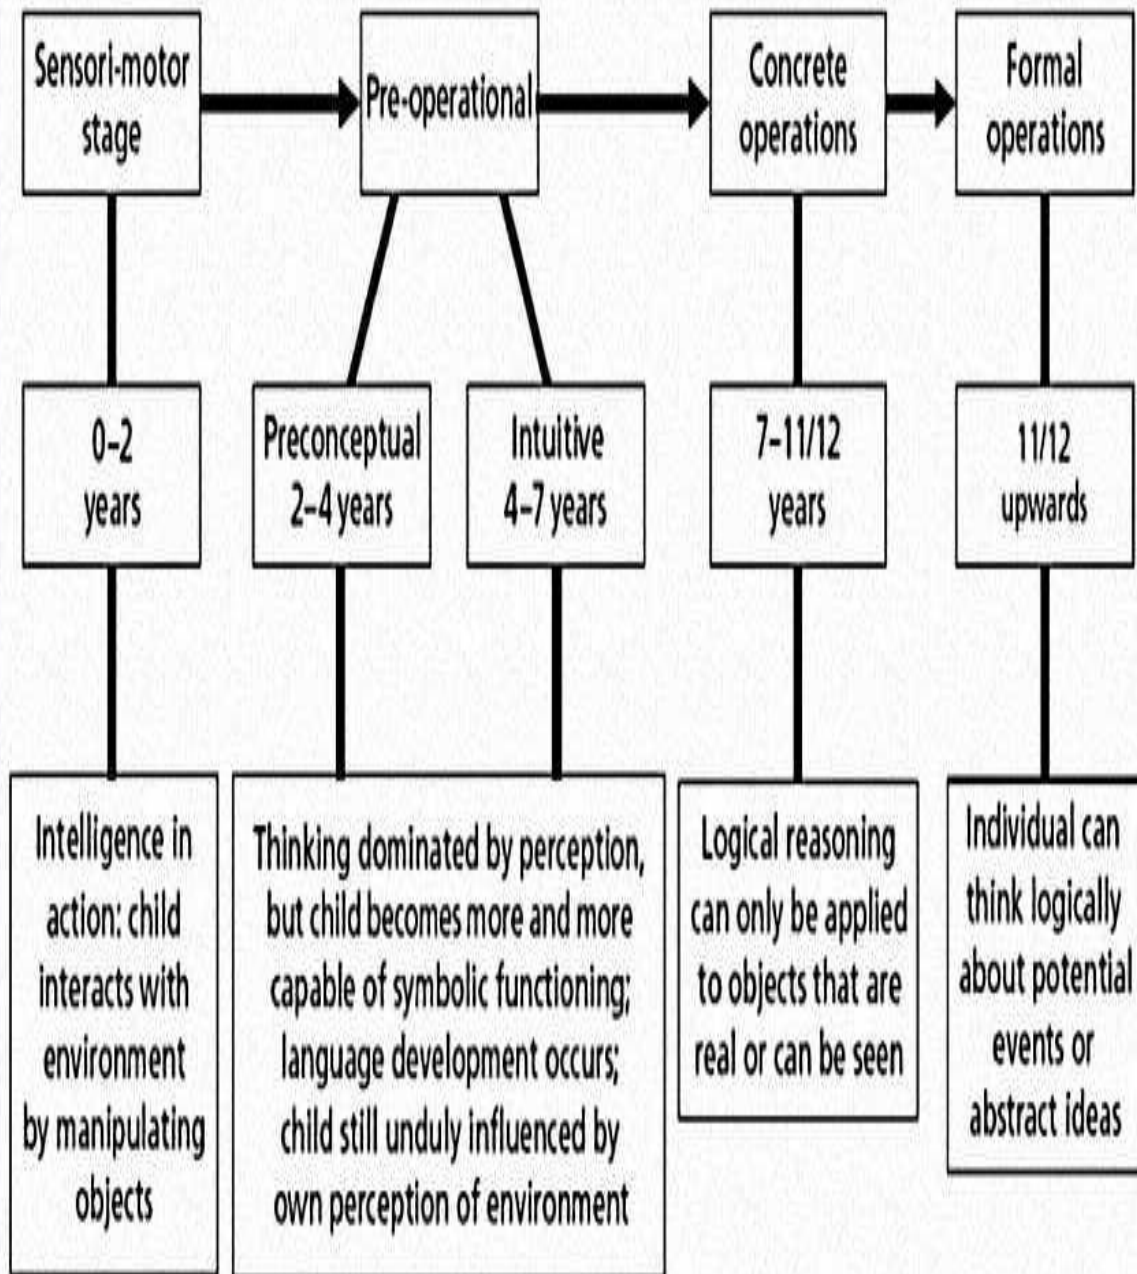 Sensori-motor
stage
Pre-operational
Concrete
operations
Formal
operations
0–2
years
Preconceptual
2–4 years
Intuitive
4–7 years
7–11/12
years
11/12
upwards
Intelligence in
action: child
interacts with
environment
by manipulating
objects
Thinking dominated by perception,
but child becomes more and more
capable of symbolic functioning;
language development occurs;
child still unduly influenced by
own perception of environment
Logical reasoning
can only be applied
to objects that are
real or can be seen
Individual can
think logically
about potential
events or
abstract ideas